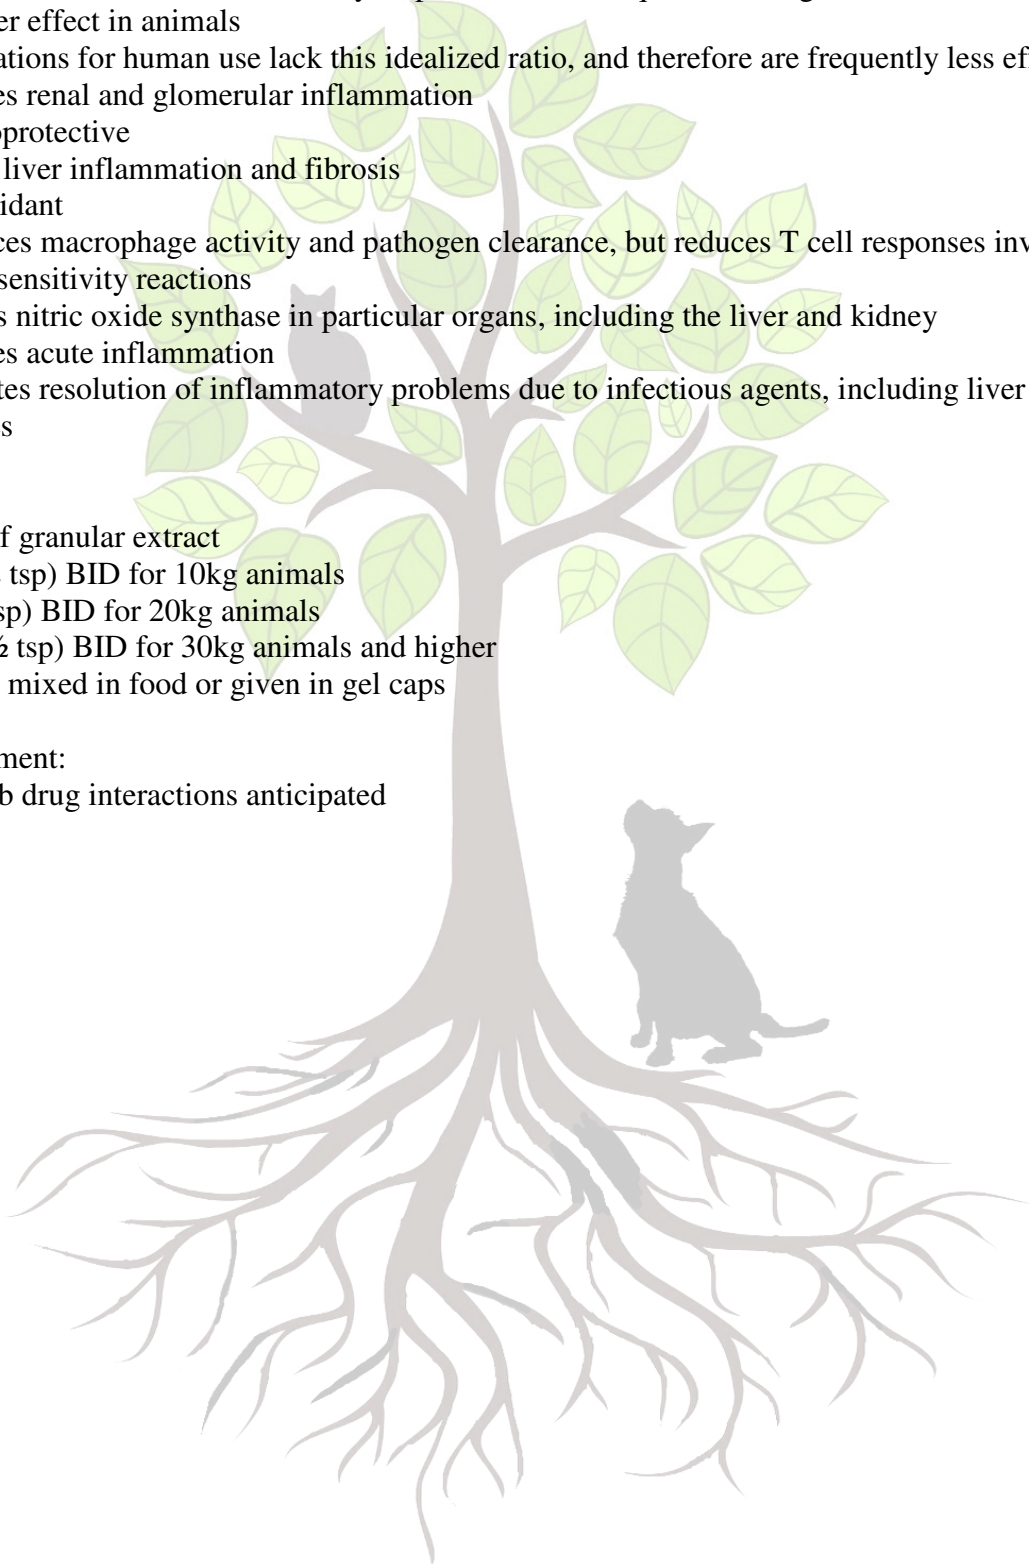 er effect in animals
ations for human use lack this idealized ratio, and therefore are frequently less ef
es renal and glomerular inflammation
oprotective
liver inflammation and fibrosis
idant
ces macrophage activity and pathogen clearance, but reduces T cell responses inv
sensitivity reactions
s nitric oxide synthase in particular organs, including the liver and kidney
es acute inflammation
tes resolution of inflammatory problems due to infectious agents, including liver
s
f granular extract
tsp) BID for 10kg animals
sp) BID for 20kg animals
½ tsp) BID for 30kg animals and higher
mixed in food or given in gel caps
ment:
b drug interactions anticipated